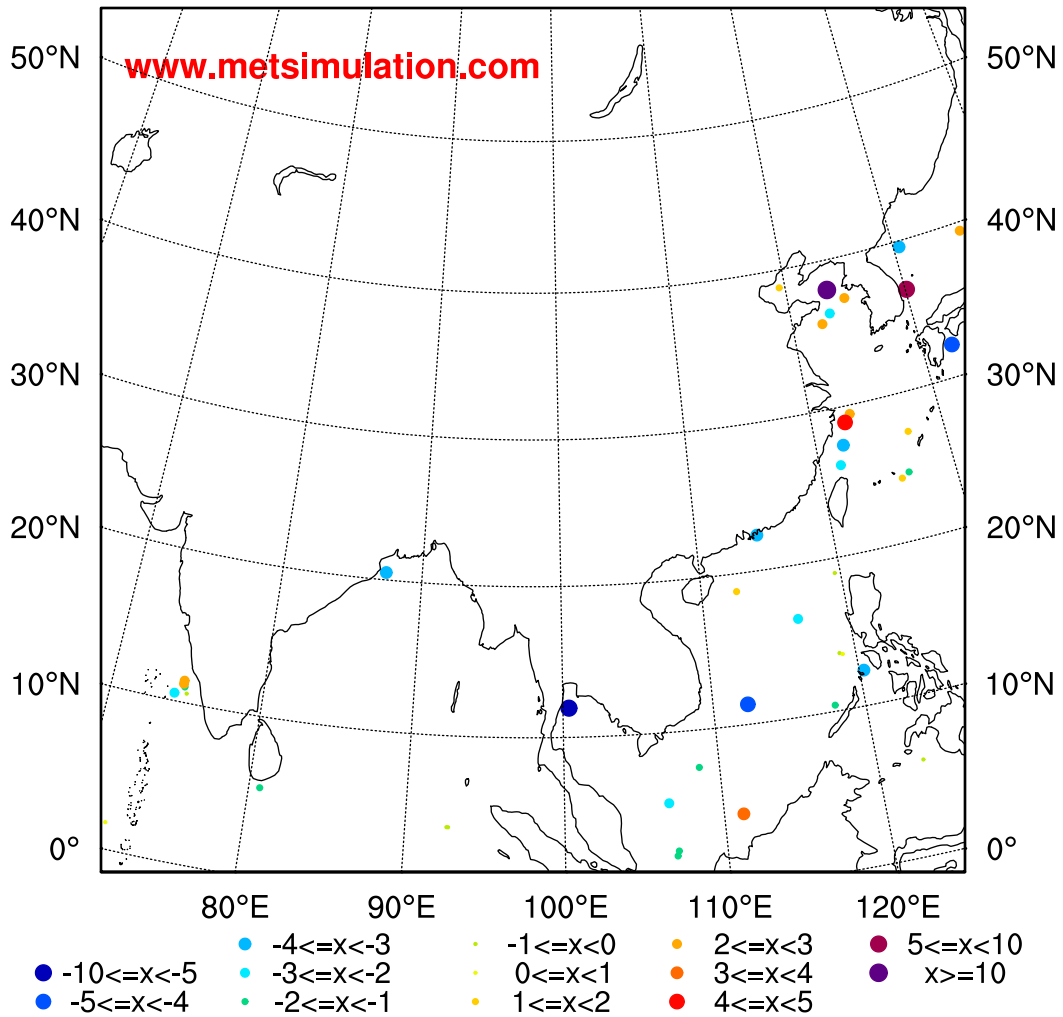 www.metsimulation.com
50°N 50°N
40°N 40°N
30°N 30°N
20°N 20°N
10°N 10°N
0° 0°
80°E 90°E 100°E 110°E 120°E
-4<=x<-3 -1<=x<0 2<=x<3 5<=x<10
-10<=x<-5 -3<=x<-2 0<=x<1 3<=x<4 x>=10
-5<=x<-4 -2<=x<-1 1<=x<2 4<=x<5